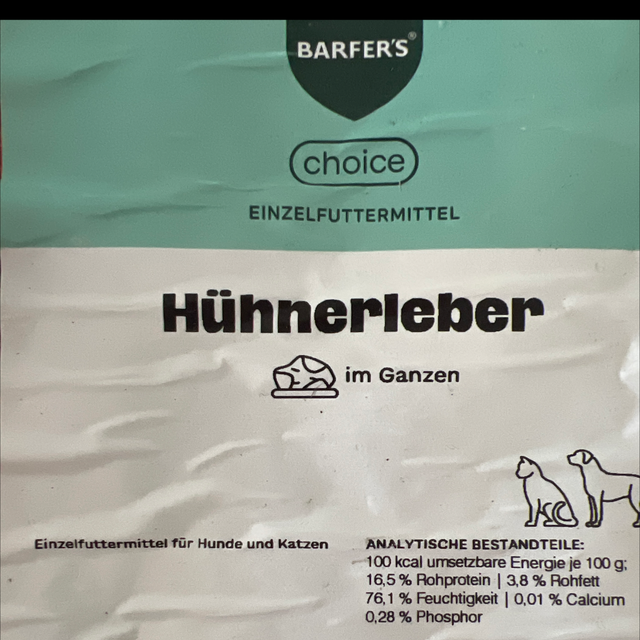 BARFER'S®
choice
EINZELFUTTERMITTEL
Hühnerleber
im Ganzen
Einzelfuttermittel für Hunde und Katzen
ANALYTISCHE BESTANDTEILE:
100 kcal umsetzbare Energie je 100 g;
16,5 % Rohprotein | 3,8 % Rohfett
76,1 % Feuchtigkeit | 0,01 % Calcium
0,28 % Phosphor